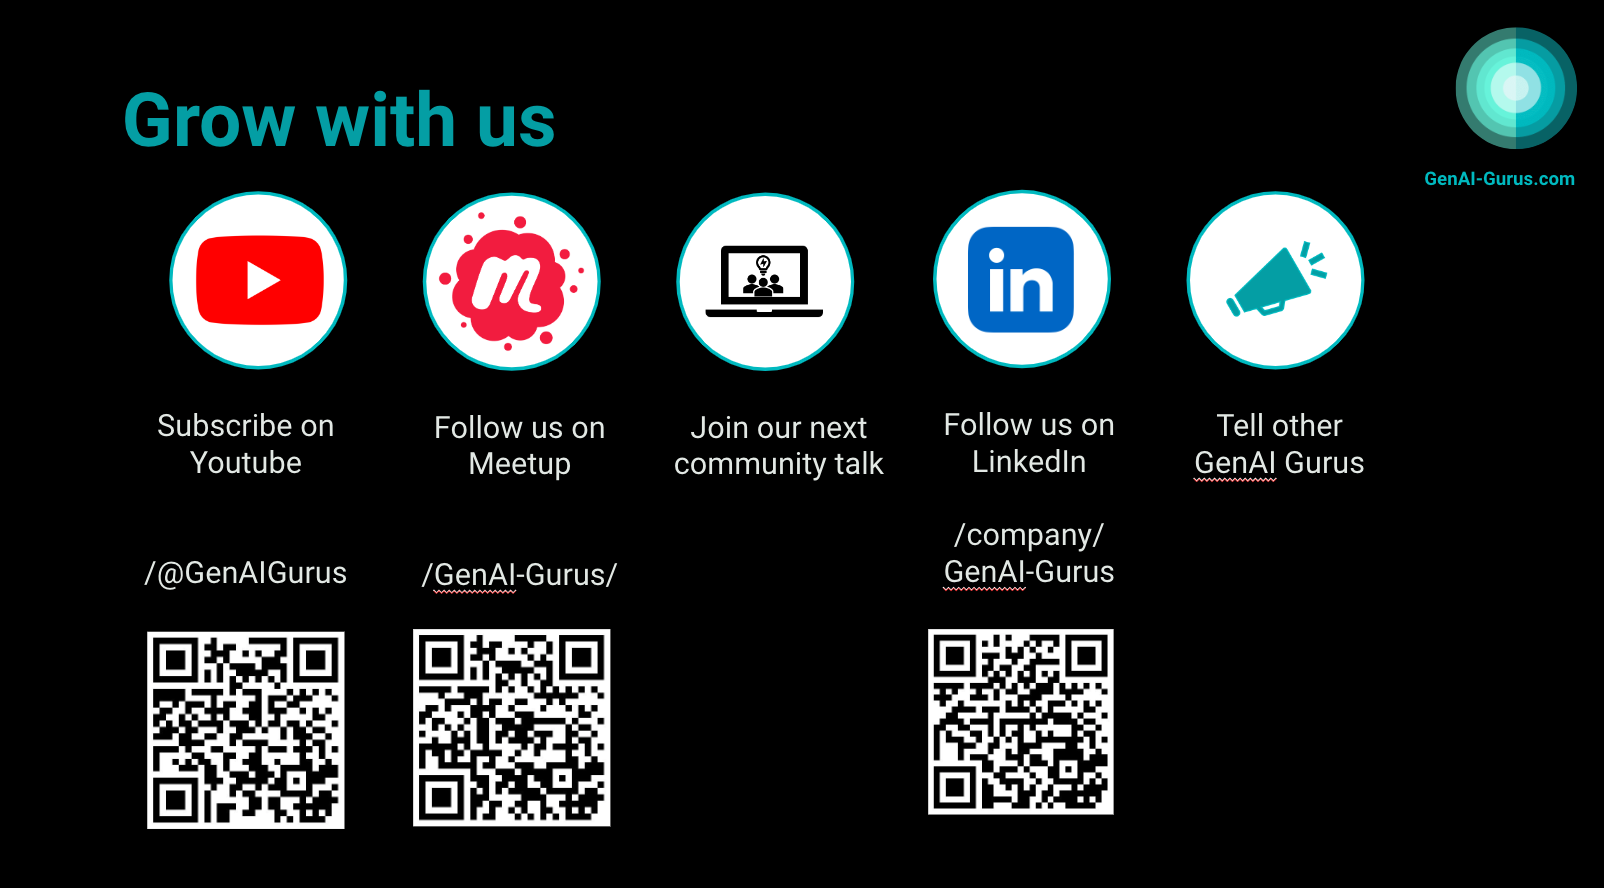 Grow with us
GenAI-Gurus.com
in
Subscribe on
Youtube
Follow us on
Meetup
Join our next
community talk
Follow us on
LinkedIn
Tell other
GenAI Gurus
/@GenAIGurus
/GenAI-Gurus/
/company/
GenAI-Gurus